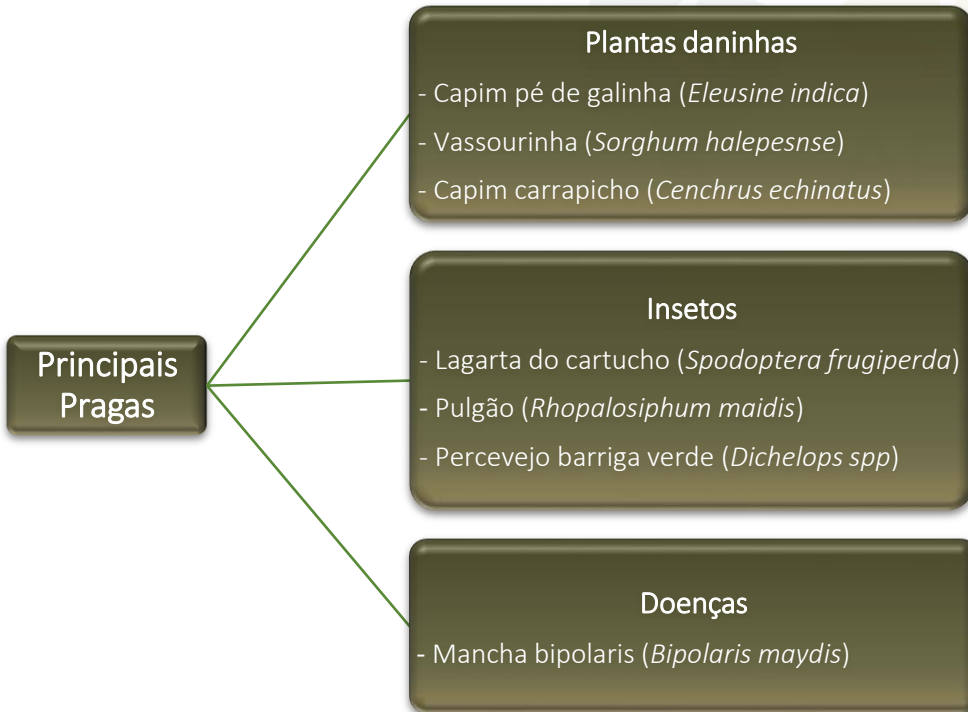 Principais
Pragas
Plantas daninhas
- Capim pé de galinha (Eleusine indica)
- Vassourinha (Sorghum halepesnse)
- Capim carrapicho (Cenchrus echinatus)
Insetos
- Lagarta do cartucho (Spodoptera frugiperda)
- Pulgão (Rhopalosiphum maidis)
- Percevejo barriga verde (Dichelops spp)
Doenças
- Mancha bipolaris (Bipolaris maydis)